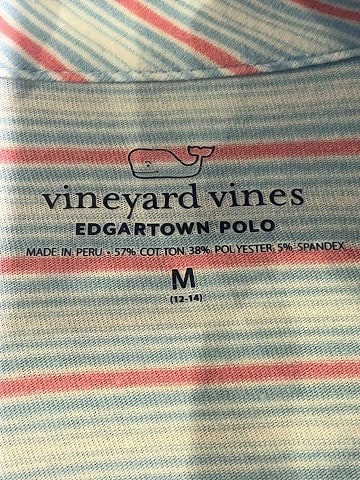 vineyard vines
EDGARTOWN POLO
MADE IN PERU • 57% COTTON 38% POLYESTER 5% SPANDEX
M
(12-14)